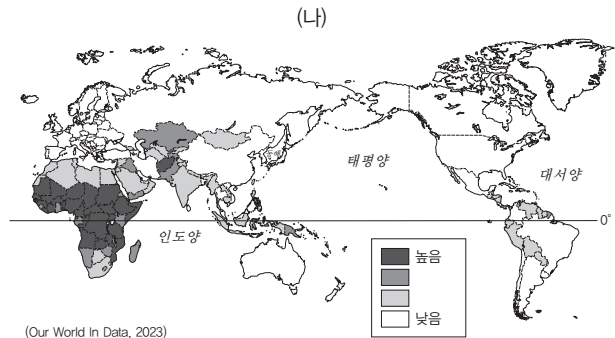 (나)
태평양
대서양
0°
인도양
높음
낮음
(Our World In Data, 2023)